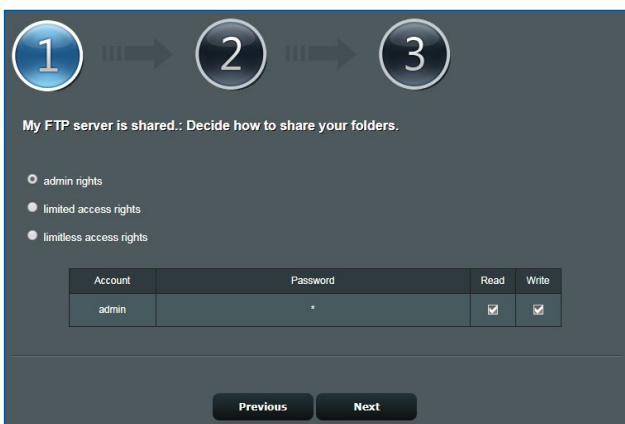 1 2 3
My FTP server is shared.: Decide how to share your folders.
admin rights
limited access rights
limitless access rights
Account Password Read Write
admin *
Previous Next